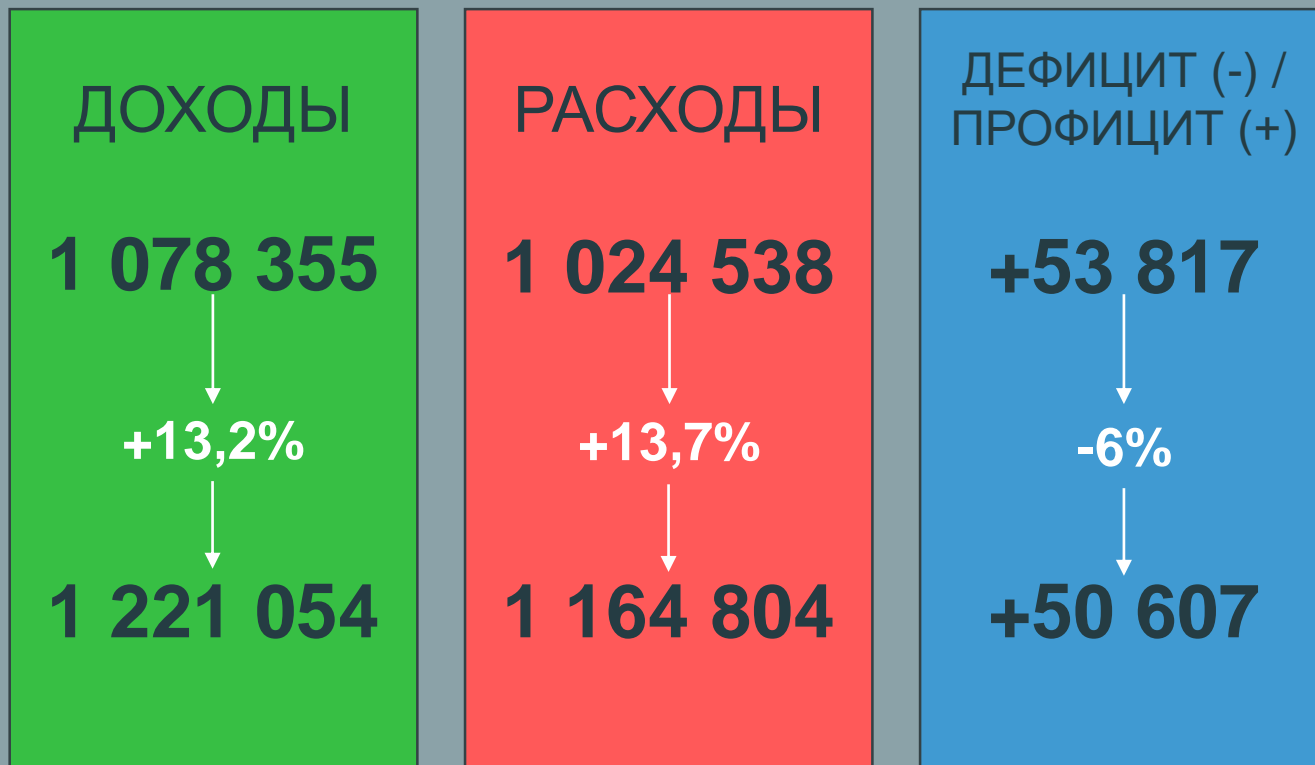 ДОХОДЫ
1 078 355
+13,2%
1 221 054
РАСХОДЫ
1 024 538
+13,7%
1 164 804
ДЕФИЦИТ (-) /
ПРОФИЦИТ (+)
+53 817
-6%
+50 607